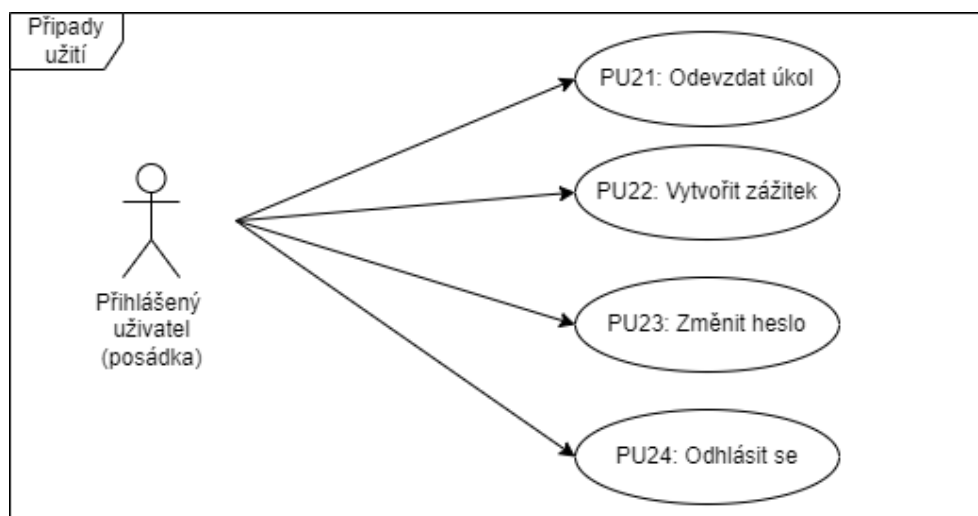 Případy
užití
PU21: Odevzdat úkol
PU22: Vytvořit zážitek
PU23: Změnit heslo
PU24: Odhlásit se
Přihlášený
uživatel
(posádka)